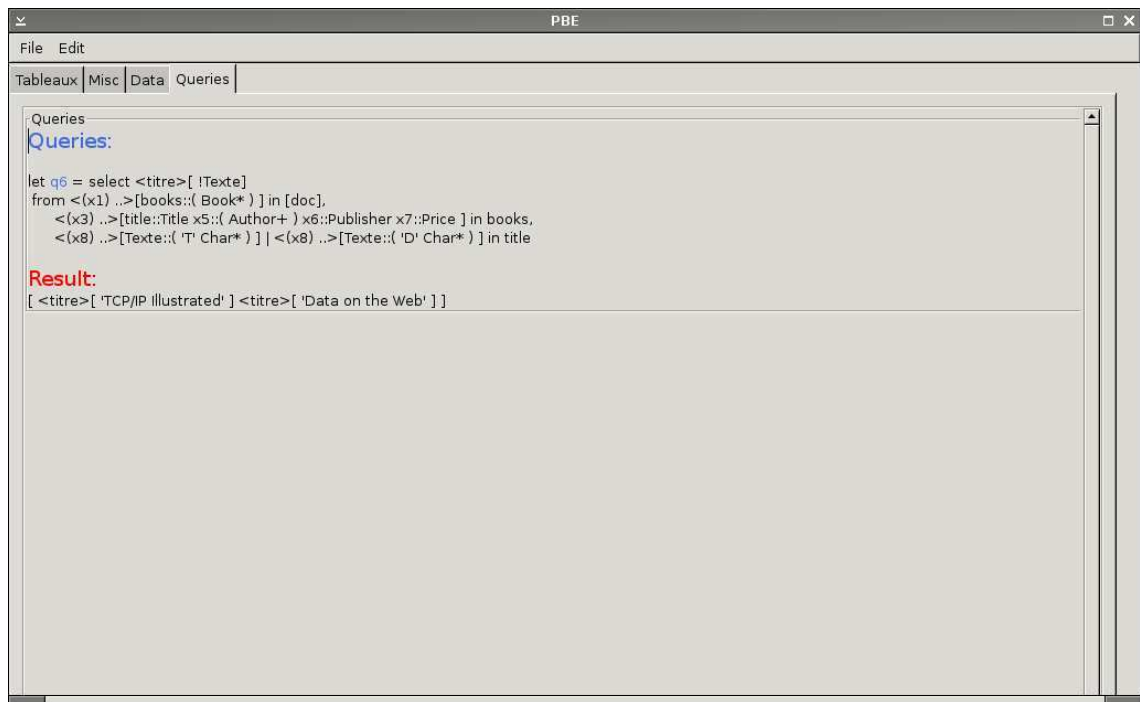 PBE
File Edit
Tableaux Misc Data Queries
Queries
Queries:
let q6 = select <titre>[ !Texte]
from <(x1) ..>[books::( Book* ) ] in [doc],
<(x3) ..>[title::Title x5::( Author+ ) x6::Publisher x7::Price ] in books,
<(x8) ..>[Texte::( 'T' Char* ) ] | <(x8) ..>[Texte::( 'D' Char* ) ] in title
Result:
[ <titre>[ 'TCP/IP Illustrated' ] <titre>[ 'Data on the Web' ] ]